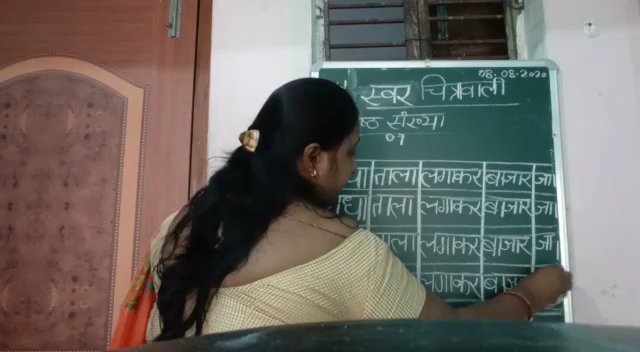 08-08-2020
स्वर चित्रावली
संख्या
07
ताला लगाकर बाजार जा।
ताला लगाकर बाजार जा।
लगाकर बाजार जा।
लगाकर